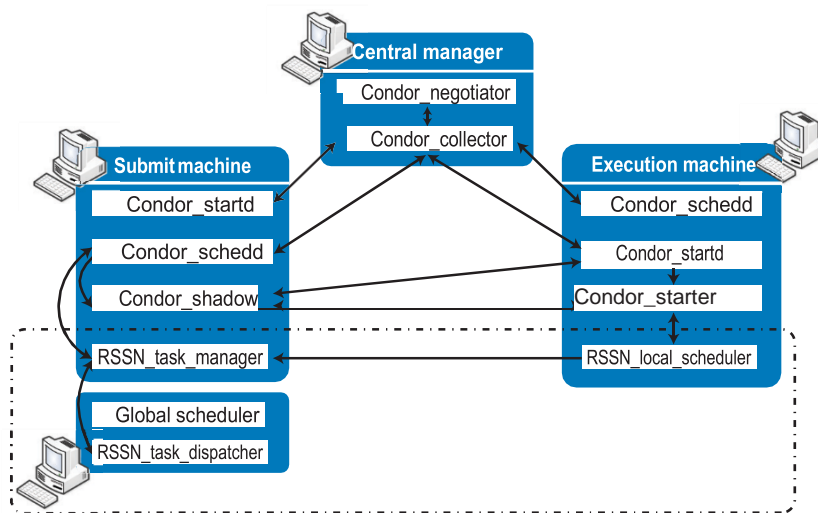 Central manager
Condor_negotiator
Condor_collector
Submit machine
Condor_startd
Condor_schedd
Condor_shadow
RSSN_task_manager
Global scheduler
RSSN_task_dispatcher
Execution machine
Condor_schedd
Condor_startd
Condor_starter
RSSN_local_scheduler